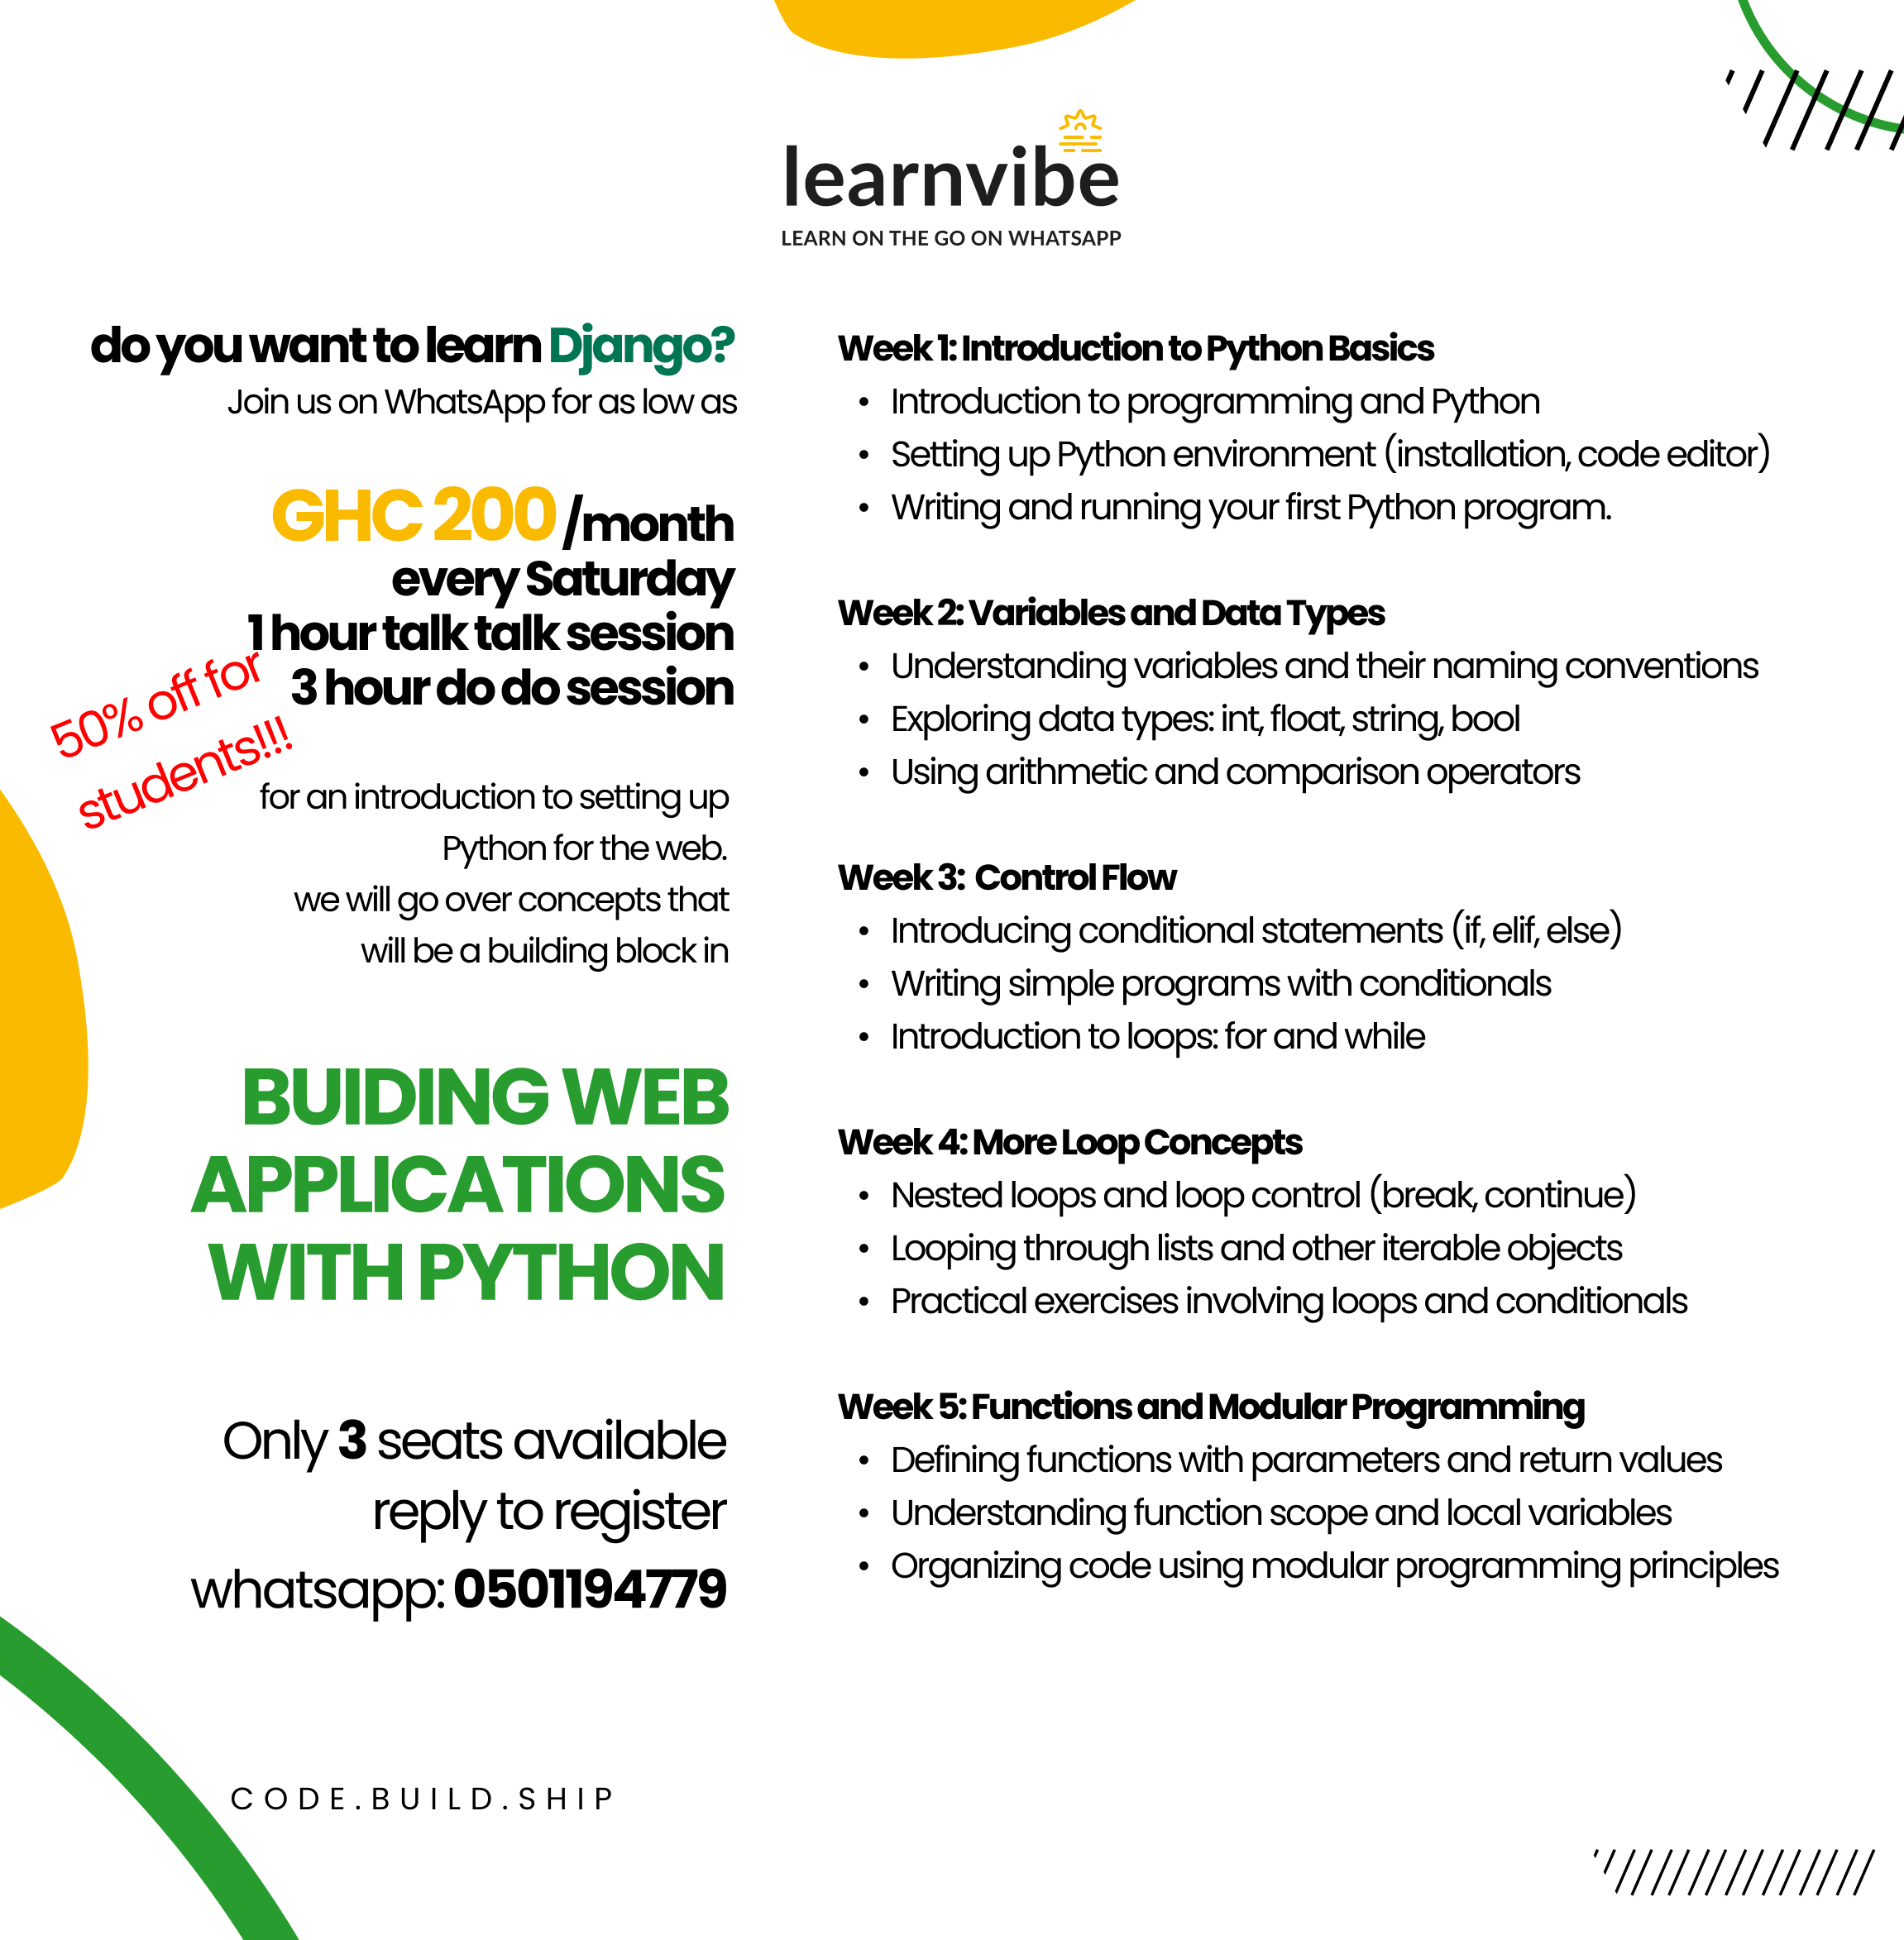 learnvibe
LEARN ON THE GO ON WHATSAPP
do you want to learn Django?
Join us on WhatsApp for as low as
GHC 200 /month
every Saturday
1 hour talk talk session
3 hour do do session
50% off for
students!!!
for an introduction to setting up
Python for the web.
we will go over concepts that
will be a building block in
BUIDING WEB
APPLICATIONS
WITH PYTHON
Only 3 seats available
reply to register
whatsapp: 0501194779
CODE.BUILD.SHIP
Week 1: Introduction to Python Basics
• Introduction to programming and Python
• Setting up Python environment (installation, code editor)
• Writing and running your first Python program.
Week 2: Variables and Data Types
• Understanding variables and their naming conventions
• Exploring data types: int, float, string, bool
• Using arithmetic and comparison operators
Week 3: Control Flow
• Introducing conditional statements (if, elif, else)
• Writing simple programs with conditionals
• Introduction to loops: for and while
Week 4: More Loop Concepts
• Nested loops and loop control (break, continue)
• Looping through lists and other iterable objects
• Practical exercises involving loops and conditionals
Week 5: Functions and Modular Programming
• Defining functions with parameters and return values
• Understanding function scope and local variables
• Organizing code using modular programming principles